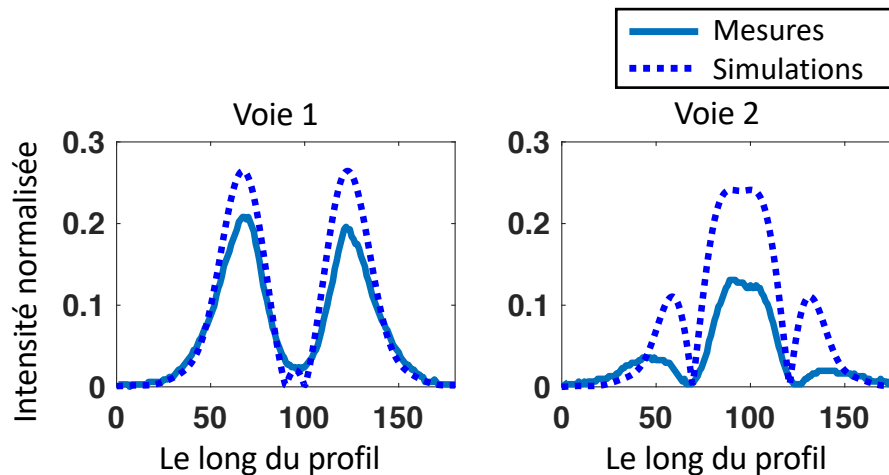 Mesures
Simulations
Voie 1
Voie 2
Intensité normalisée
0.3
0.2
0.1
0
0 50 100 150
Le long du profil
0.3
0.2
0.1
0
0 50 100 150
Le long du profil